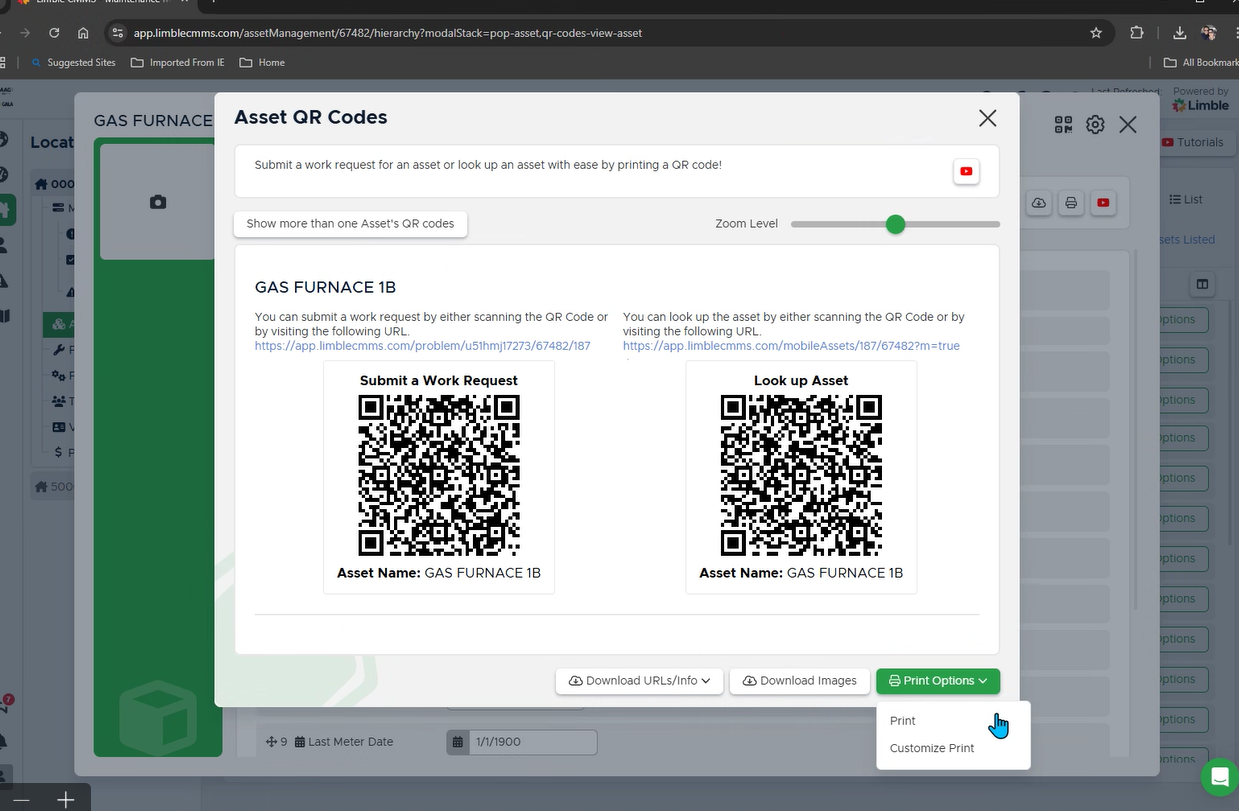 app.limblecmms.com/assetManagement/67482/hierarchy?modalStack=pop-asset,qr-codes-view-asset
Suggested Sites
Imported From IE
Home
All Bookmark
Last Refreshed:
Powered by
Limble
GAS FURNACE
Asset QR Codes
Locat
Tutorials
Submit a work request for an asset or look up an asset with ease by printing a QR code!
000
List
Show more than one Asset's QR codes
Zoom Level
sets Listed
GAS FURNACE 1B
You can submit a work request by either scanning the QR Code or
by visiting the following URL.
https://app.limblecmms.com/problem/u51hmj17273/67482/187
You can look up the asset by either scanning the QR Code or by
visiting the following URL.
https://app.limblecmms.com/mobileAssets/187/67482?m=true
Submit a Work Request
Look up Asset
Asset Name: GAS FURNACE 1B
Asset Name: GAS FURNACE 1B
ptions
ptions
ptions
ptions
ptions
ptions
ptions
ptions
ptions
ptions
ptions
ptions
500
Download URLs/Info
Download Images
Print Options
Print
Customize Print
9
Last Meter Date
1/1/1900
7